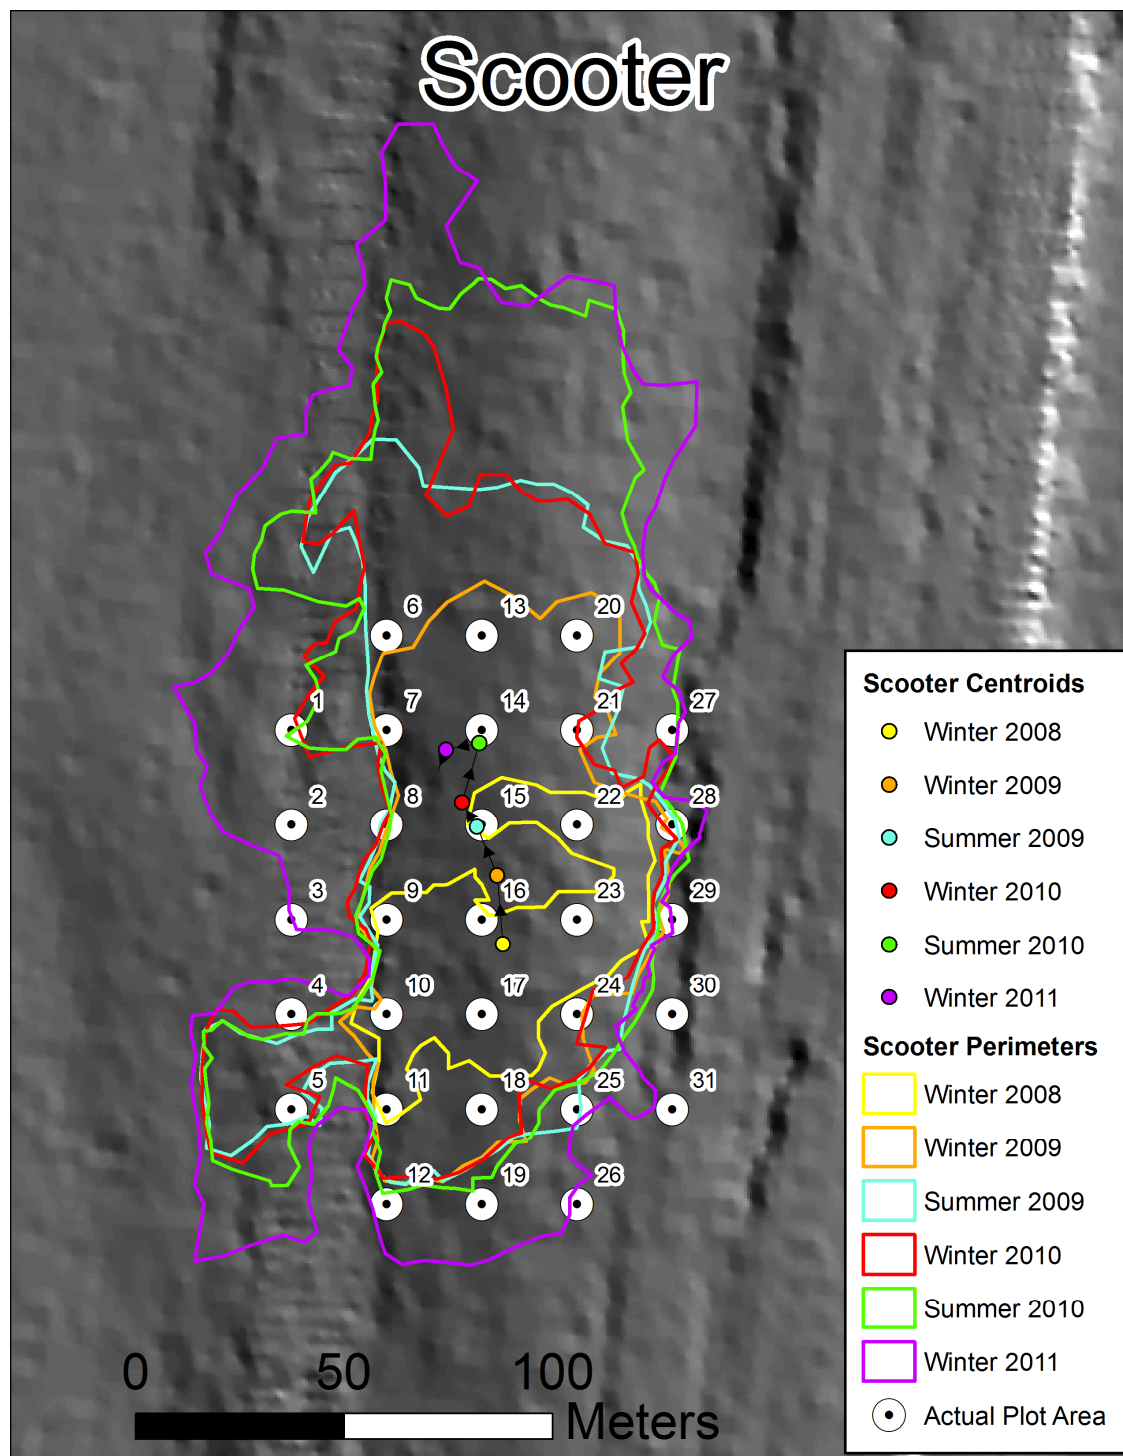 Scooter
6 13 20
1 7 14 21 27
2 8 15 22 28
3 9 16 23 29
4 10 17 24 30
5 11 18 25 31
12 19 26
0 50 100
Meters
Scooter Centroids
Winter 2008
Winter 2009
Summer 2009
Winter 2010
Summer 2010
Winter 2011
Scooter Perimeters
Winter 2008
Winter 2009
Summer 2009
Winter 2010
Summer 2010
Winter 2011
Actual Plot Area